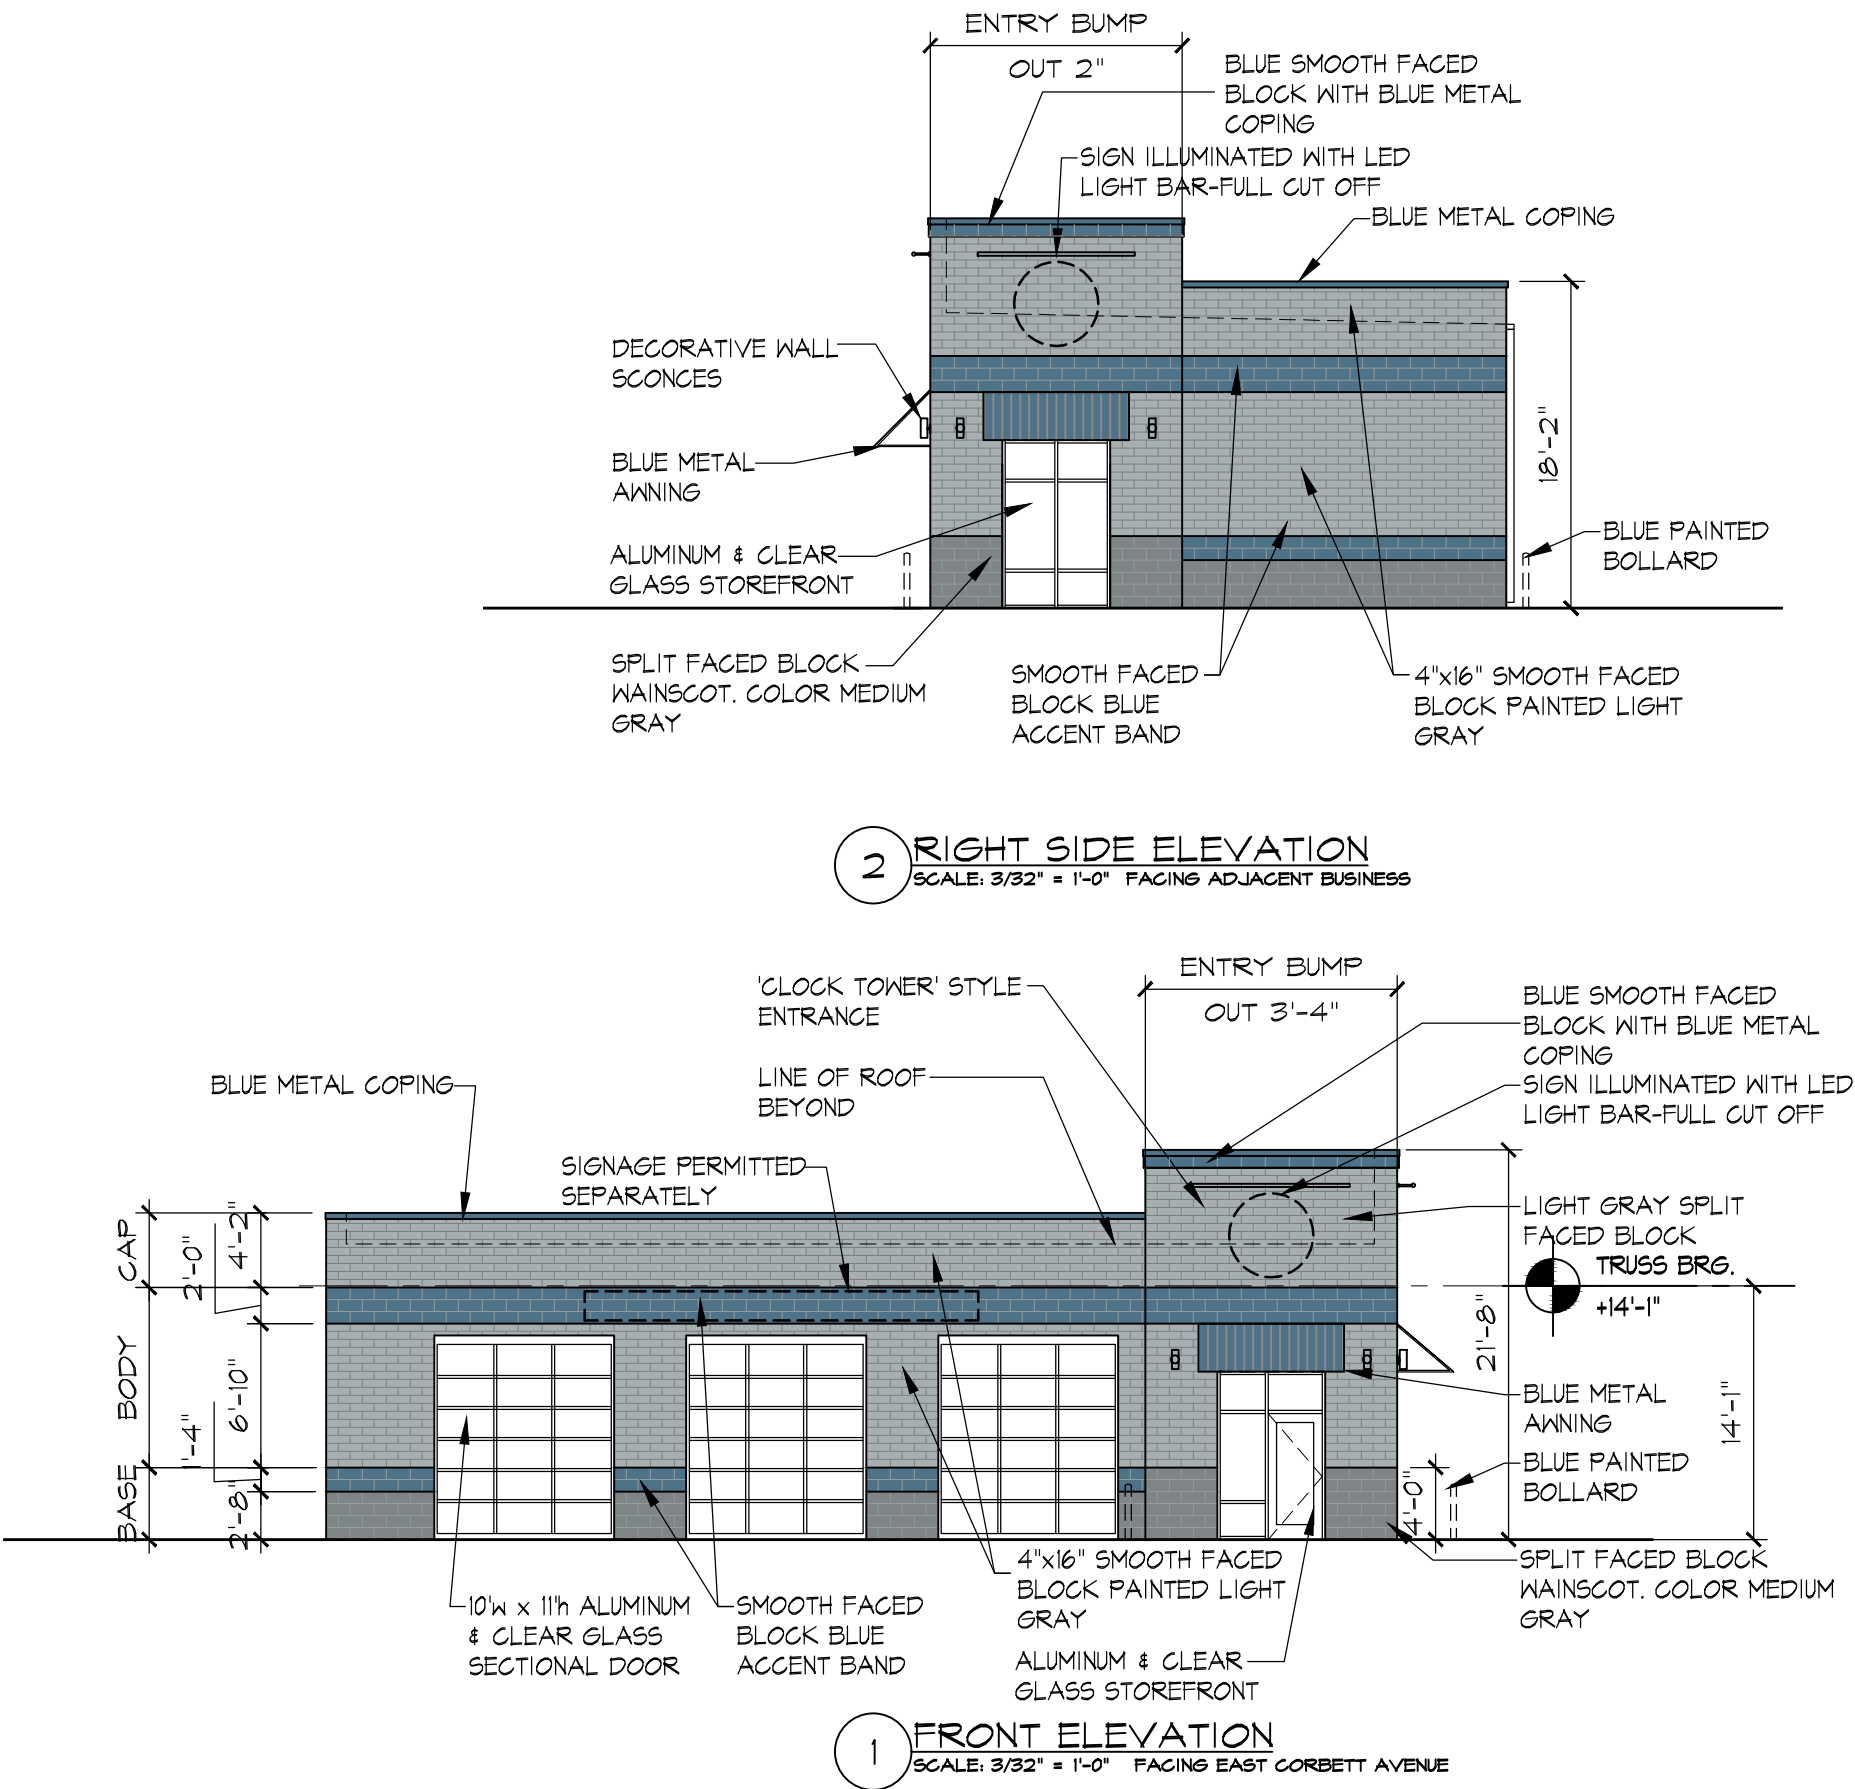 ENTRY BUMP
OUT 2"
BLUE SMOOTH FACED
BLOCK WITH BLUE METAL
COPING
SIGN ILLUMINATED WITH LED
LIGHT BAR-FULL CUT OFF
BLUE METAL COPING
DECORATIVE WALL
SCONCES
BLUE METAL
AWNING
ALUMINUM & CLEAR
GLASS STOREFRONT
18'-2"
BLUE PAINTED
BOLLARD
SPLIT FACED BLOCK
WAINSCOT. COLOR MEDIUM
GRAY
SMOOTH FACED
BLOCK BLUE
ACCENT BAND
4"x16" SMOOTH FACED
BLOCK PAINTED LIGHT
GRAY
2
RIGHT SIDE ELEVATION
SCALE: 3/32" = 1'-0" FACING ADJACENT BUSINESS
ENTRY BUMP
OUT 3'-4"
'CLOCK TOWER' STYLE
ENTRANCE
LINE OF ROOF
BEYOND
BLUE METAL COPING
SIGNAGE PERMITTED
SEPARATELY
BLUE SMOOTH FACED
BLOCK WITH BLUE METAL
COPING
SIGN ILLUMINATED WITH LED
LIGHT BAR-FULL CUT OFF
LIGHT GRAY SPLIT
FACED BLOCK
TRUSS BRG.
+14'-1"
CAP
BODY
BASE
2'-0"
4'-2"
6'-10"
1'-4"
2'-8"
21'-8"
14'-1"
4'-0"
BLUE METAL
AWNING
BLUE PAINTED
BOLLARD
SPLIT FACED BLOCK
WAINSCOT. COLOR MEDIUM
GRAY
10'w x 11'h ALUMINUM
& CLEAR GLASS
SECTIONAL DOOR
SMOOTH FACED
BLOCK BLUE
ACCENT BAND
4"x16" SMOOTH FACED
BLOCK PAINTED LIGHT
GRAY
ALUMINUM & CLEAR
GLASS STOREFRONT
1
FRONT ELEVATION
SCALE: 3/32" = 1'-0" FACING EAST CORBETT AVENUE